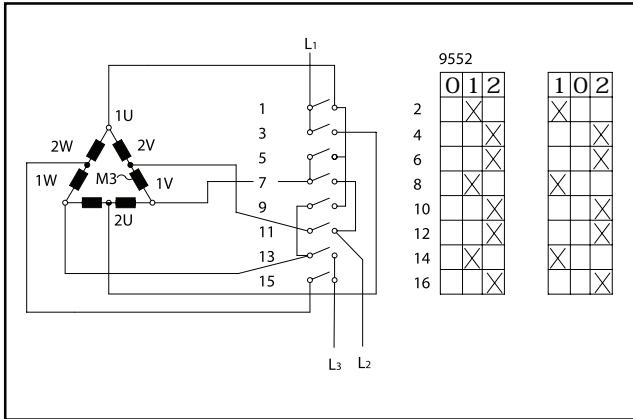 L1
9552
0 1 2 1 0 2
1 2 X X
1U
3 4 X X
2W 2V
5 6 X X
1W M3 1V
7 8 X X
9 10 X X
2U
11 12 X X
13 14 X X
15 16 X X
L3 L2